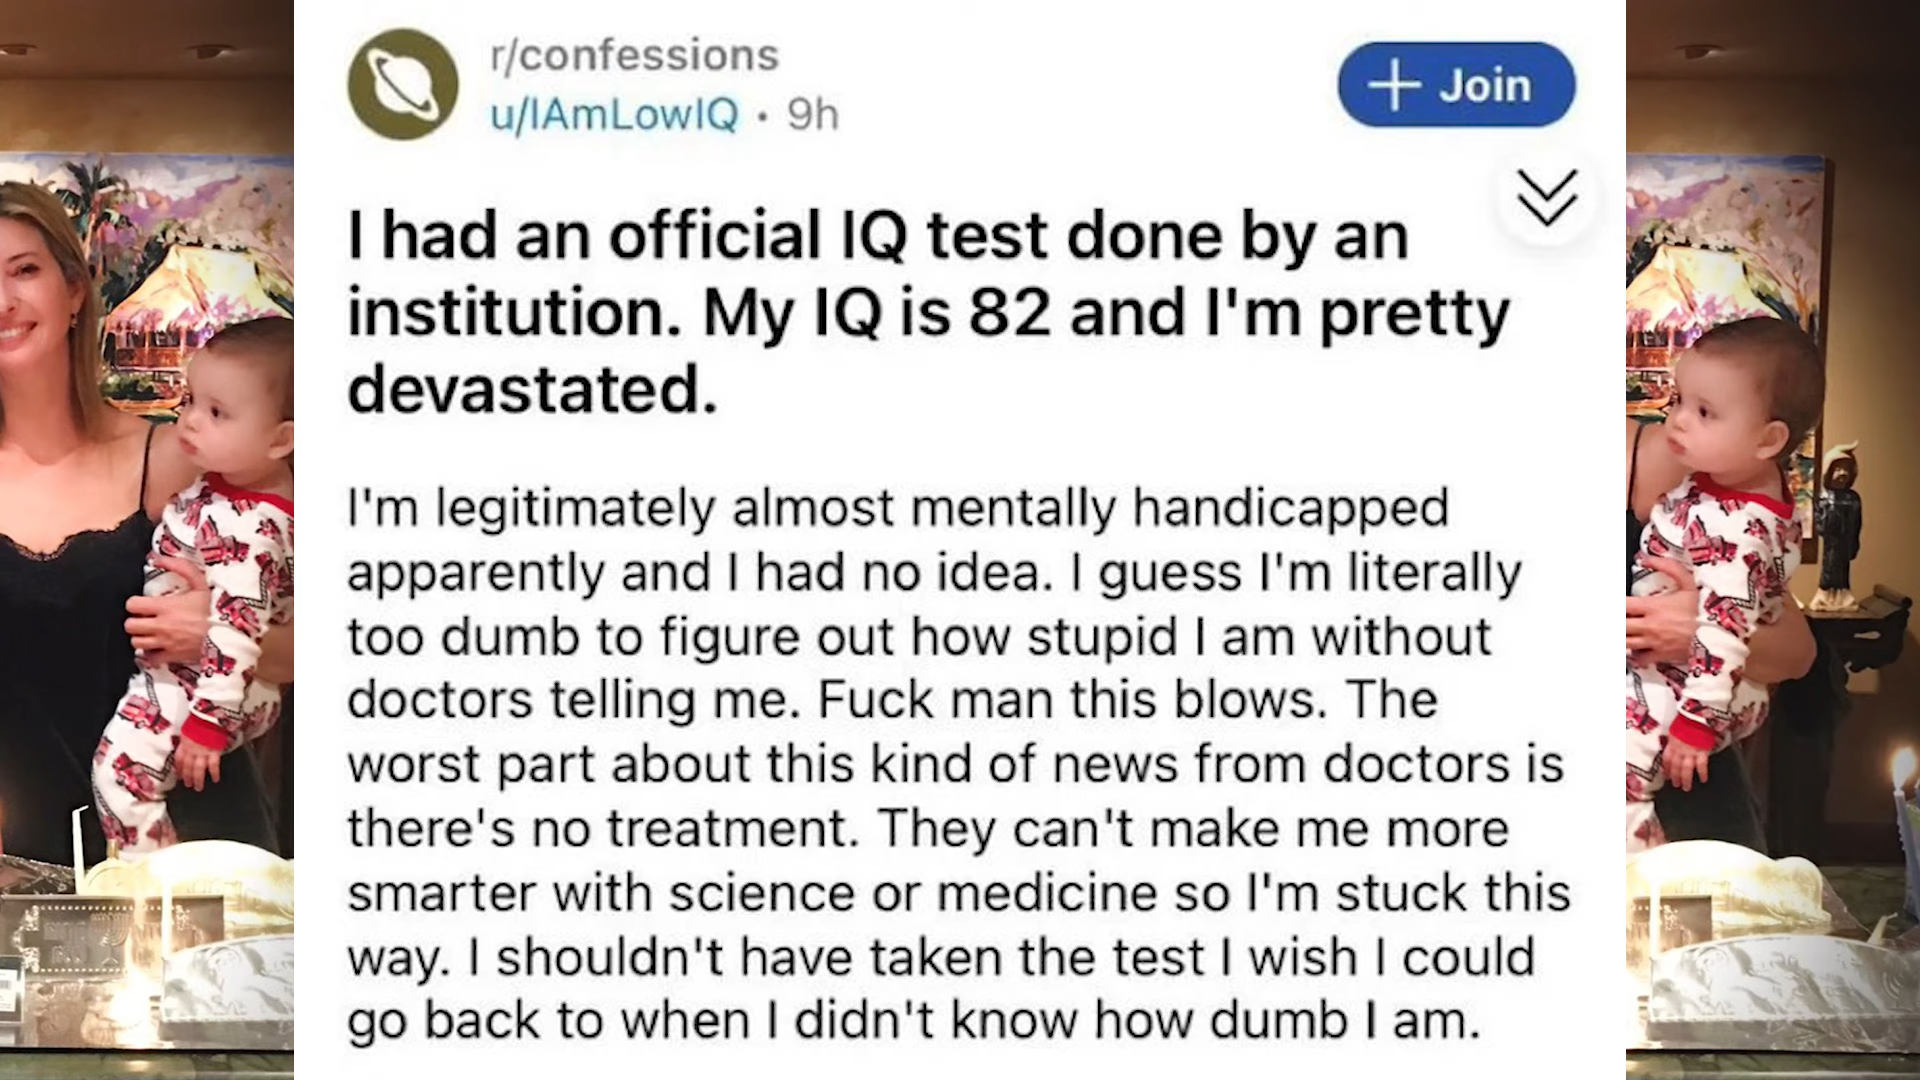 r/confessions
u/IAmLowIQ • 9h
Join
I had an official IQ test done by an
institution. My IQ is 82 and I'm pretty
devastated.
I'm legitimately almost mentally handicapped
apparently and I had no idea. I guess I'm literally
too dumb to figure out how stupid I am without
doctors telling me. Fuck man this blows. The
worst part about this kind of news from doctors is
there's no treatment. They can't make me more
smarter with science or medicine so I'm stuck this
way. I shouldn't have taken the test I wish I could
go back to when I didn't know how dumb I am.